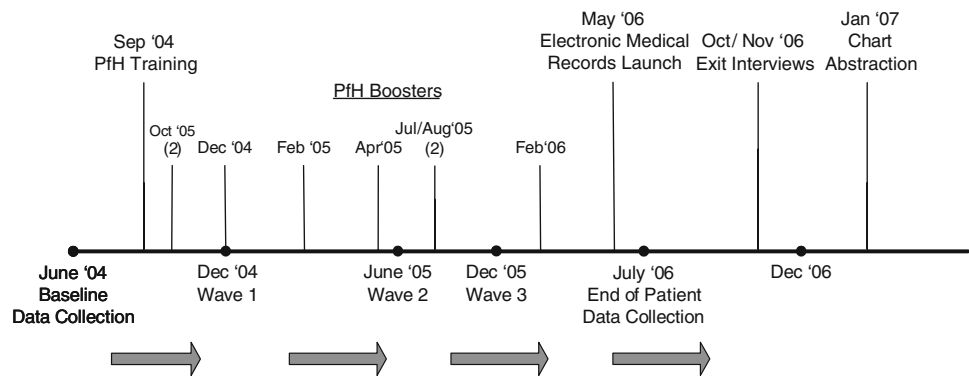 May ‘06
Electronic Medical
Records Launch
Jan ‘07
Chart
Abstraction
Sep ‘04
PfH Training
Oct/ Nov ‘06
Exit Interviews
PfH Boosters
Oct ‘05
(2)
Dec ‘04
Feb ‘05
Apr‘05
Jul/Aug‘05
(2)
Feb‘06
June ‘04
Baseline
Data Collection
Dec ‘04
Wave 1
June ‘05
Wave 2
Dec ‘05
Wave 3
July ‘06
End of Patient
Data Collection
Dec ‘06